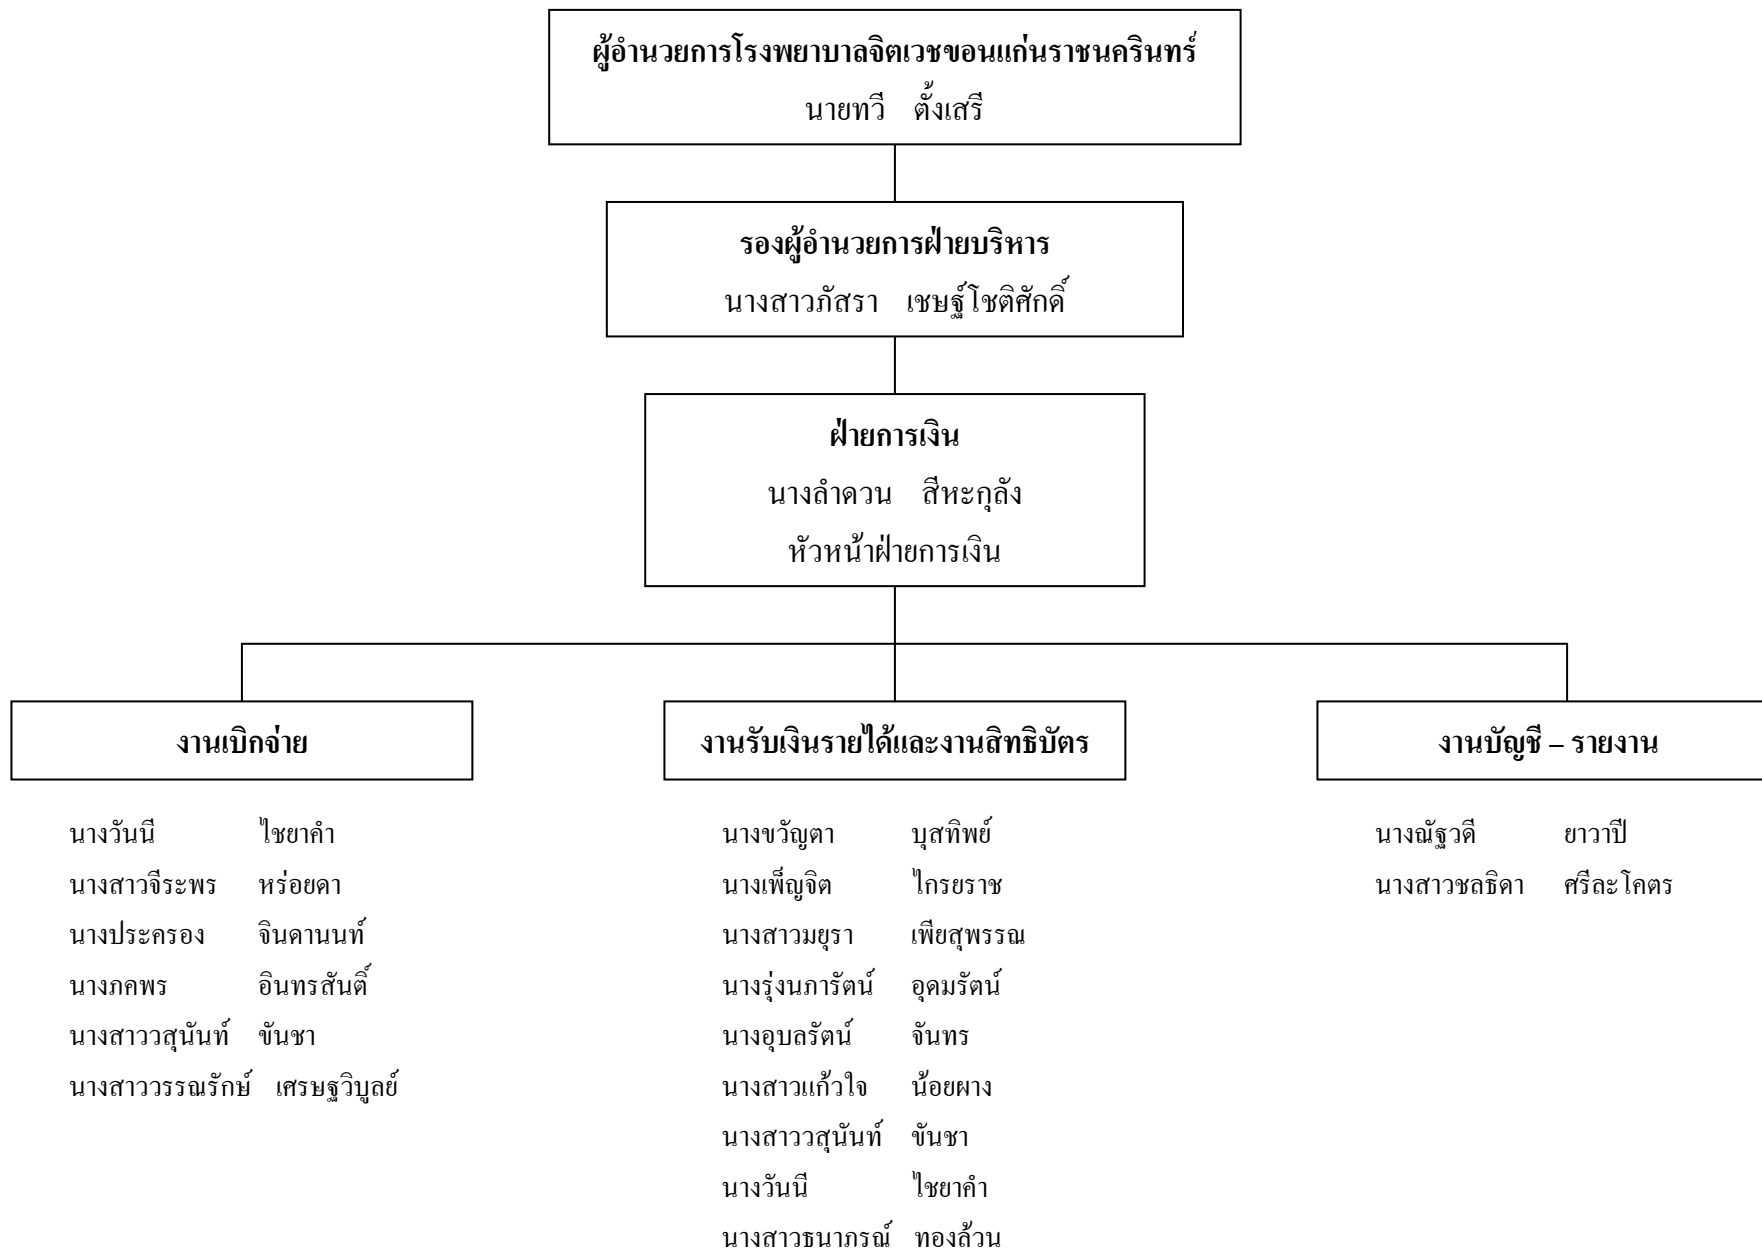 ผู้อำนวยการโรงพยาบาลจิตเวชขอนแก่นราชนครินทร์
นายทวี ตั้งเสรี
รองผู้อำนวยการฝ่ายบริหาร
นางสาวภัสรา เชษฐ์โชติศักดิ์
ฝ่ายการเงิน
นางลำดวน สีหะกุลัง
หัวหน้าฝ่ายการเงิน
งานเบิกจ่าย
นางวันนี ไชยาคำ
นางสาวจีระพร หร่อยดา
นางประครอง จินดานนท์
นางภคพร อินทรสันติ์
นางสาววสุนันท์ ขันชา
นางสาววรรณรักษ์ เศรษฐวิบูลย์
งานรับเงินรายได้และงานสิทธิบัตร
นางขวัญตา บุสทิพย์
นางเพ็ญจิต ไกรยราช
นางสาวมยุรา เพียสุพรรณ
นางรุ่งนภารัตน์ อุดมรัตน์
นางอุบลรัตน์ จันทร
นางสาวแก้วใจ น้อยผาง
นางสาววสุนันท์ ขันชา
นางวันนี ไชยาคำ
นางสาวธนาภรณ์ ทองล้วน
งานบัญชี – รายงาน
นางณัฐวดี ยาวาปี
นางสาวชลธิดา ศรีละโคตร